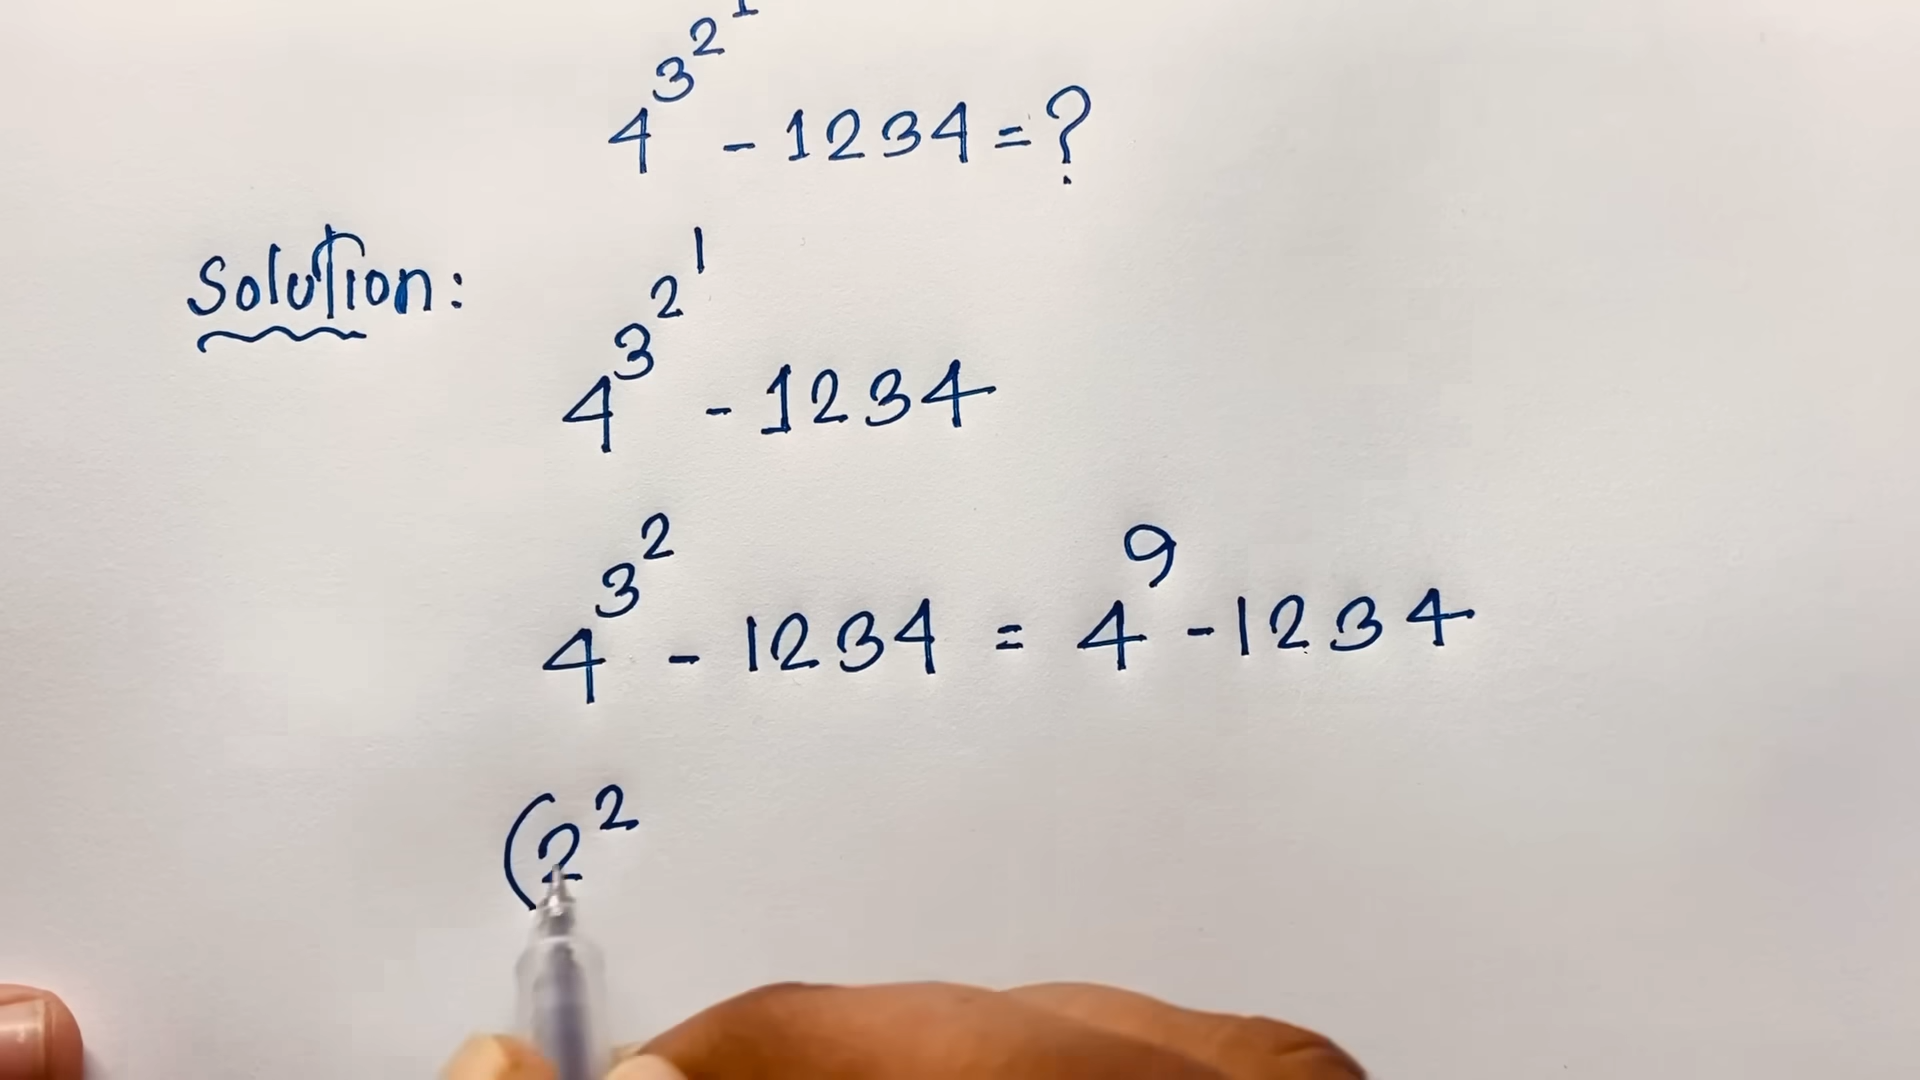 4^3^2^1 - 1234 = ?
Solution:
4^3^2^1 - 1234
4^3^2 - 1234 = 4^9 - 1234
(2^2